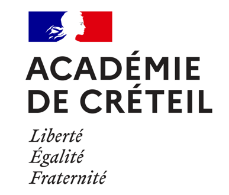 ACADÉMIE
DE CRÉTEIL
Liberté
Égalité
Fraternité